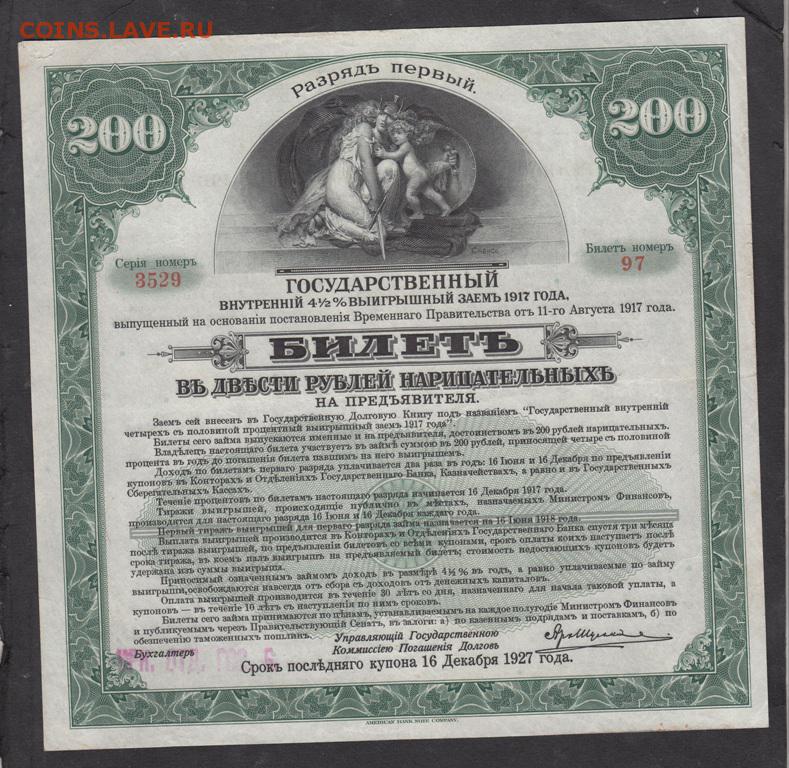 COINS.LAVE.RU
Разрядъ первый.
200
200
Серія номеръ
3529
Билетъ номеръ
97
ГОСУДАРСТВЕННЫЙ
ВНУТРЕННІЙ 4½% ВЫИГРЫШНЫЙ ЗАЕМЪ 1917 ГОДА,
выпущенный на основаніи постановленія Временнаго Правительства отъ 11-го Августа 1917 года.
БИЛЕТЪ
ВЪ ДВѢСТИ РУБЛЕЙ НАРИЦАТЕЛЬНЫХЪ
НА ПРЕДЪЯВИТЕЛЯ.
Заемъ сей внесенъ въ Государственную Долговую Книгу подъ названіемъ "Государственный внутренній
четырехъ съ половиной процентный выигрышный заемъ 1917 года".
Билеты сего займа выпускаются именные и на предъявителя, достоинствомъ въ 200 рублей нарицательныхъ.
Владѣлецъ настоящаго билета участвуетъ въ займѣ суммою въ 200 рублей, приносящей четыре съ половиной
процента въ годъ до погашенія билета павшимъ на него выигрышемъ.
Доходъ по билетамъ перваго разряда уплачивается два раза въ годъ: 16 Іюня и 16 Декабря по предъявленіи
купоновъ въ Конторахъ и Отдѣленіяхъ Государственнаго Банка, Казначействахъ, а равно и въ Государственныхъ
Сберегательныхъ Кассахъ.
Теченіе процентовъ по билетамъ настоящаго разряда начинается 16 Декабря 1917 года.
Тиражи выигрышей, происходящіе публично въ мѣстахъ, назначаемыхъ Министромъ Финансовъ,
производятся для настоящаго разряда 16 Іюня и 16 Декабря каждаго года.
Первый тиражъ выигрышей для перваго разряда займа назначается на 16 Іюня 1918 года.
Выплата выигрышей производится въ Конторахъ и Отдѣленіяхъ Государственнаго Банка спустя три мѣсяца
послѣ тиража выигрышей, по предъявленіи билетовъ со всѣми купонами, срокъ оплаты коихъ наступаетъ послѣ
срока тиража, въ коемъ палъ выигрышъ на предъявляемый билетъ; стоимость недостающихъ купоновъ будетъ
удержана изъ суммы выигрыша.
Приносимый означеннымъ займомъ доходъ въ размѣрѣ 4½% въ годъ, а равно уплачиваемые по займу
выигрыши, освобождаются навсегда отъ сбора съ доходовъ отъ денежныхъ капиталовъ.
Оплата выигрышей производится въ теченіе 30 лѣтъ со дня, назначеннаго для начала таковой уплаты, а
купоновъ — въ теченіе 10 лѣтъ съ наступленія по нимъ сроковъ.
Билеты сего займа принимаются по цѣнамъ, устанавливаемымъ на каждое полугодіе Министромъ Финансовъ
и публикуемымъ черезъ Правительствующій Сенатъ, въ залоги: а) по казеннымъ подрядамъ и поставкамъ, б) по
обезпеченію таможенныхъ пошлинъ.
Управляющій Государственною
Коммиссіею Погашенія Долговъ
Бухгалтеръ
Срокъ послѣдняго купона 16 Декабря 1927 года.
AMERICAN BANK NOTE COMPANY.